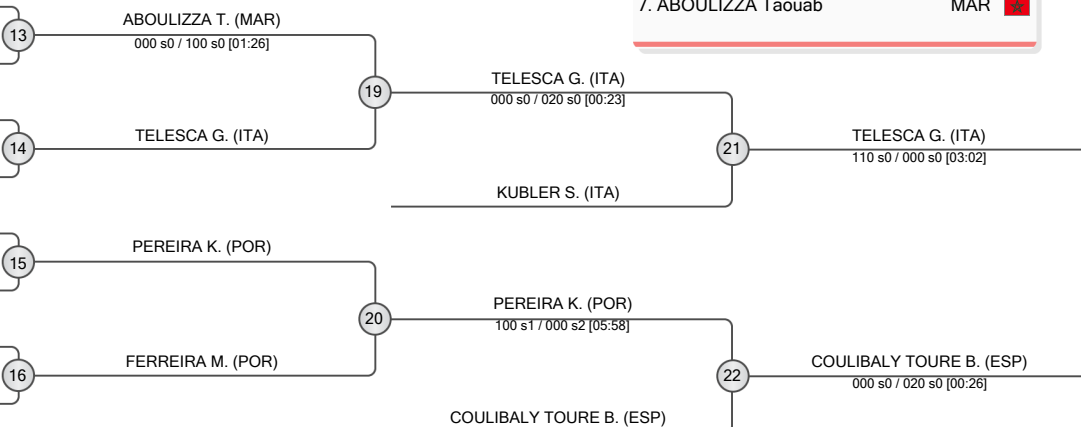 7. ABOULIZZA Taouab MAR
ABOULIZZA T. (MAR)
13
000 s0 / 100 s0 [01:26]
TELESCA G. (ITA)
19
000 s0 / 020 s0 [00:23]
TELESCA G. (ITA)
14
TELESCA G. (ITA)
21
110 s0 / 000 s0 [03:02]
KUBLER S. (ITA)
PEREIRA K. (POR)
15
PEREIRA K. (POR)
20
100 s1 / 000 s2 [05:58]
FERREIRA M. (POR)
16
COULIBALY TOURE B. (ESP)
22
000 s0 / 020 s0 [00:26]
COULIBALY TOURE B. (ESP)